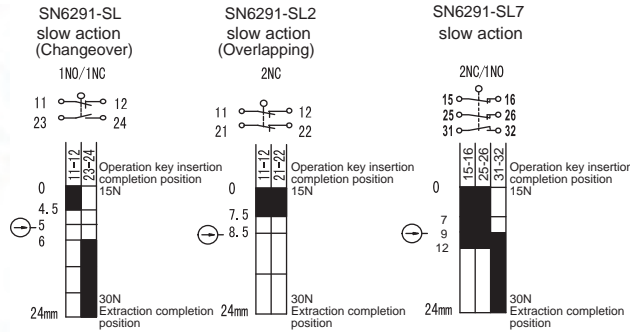 SN6291-SL
slow action
(Changeover)
1NO/1NC
11 12
23 24
11-12
23-24
Operation key insertion
completion position
0 15N
4.5
5
6
30N
24mm Extraction completion
position
SN6291-SL2
slow action
(Overlapping)
2NC
11 12
21 22
11-12
21-22
Operation key insertion
completion position
0 15N
7.5
8.5
30N
24mm Extraction completion
position
SN6291-SL7
slow action
2NC/1NO
15 16
25 26
31 32
15-16
25-26
31-32
Operation key insertion
completion position
0 15N
7
9
12
30N
24mm Extraction completion
position